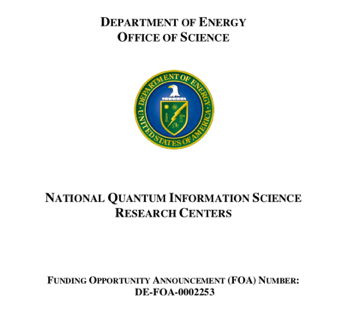 DEPARTMENT OF ENERGY
OFFICE OF SCIENCE
DEPARTMENT OF ENERGY
UNITED STATES OF AMERICA
NATIONAL QUANTUM INFORMATION SCIENCE
RESEARCH CENTERS
FUNDING OPPORTUNITY ANNOUNCEMENT (FOA) NUMBER:
DE-FOA-0002253